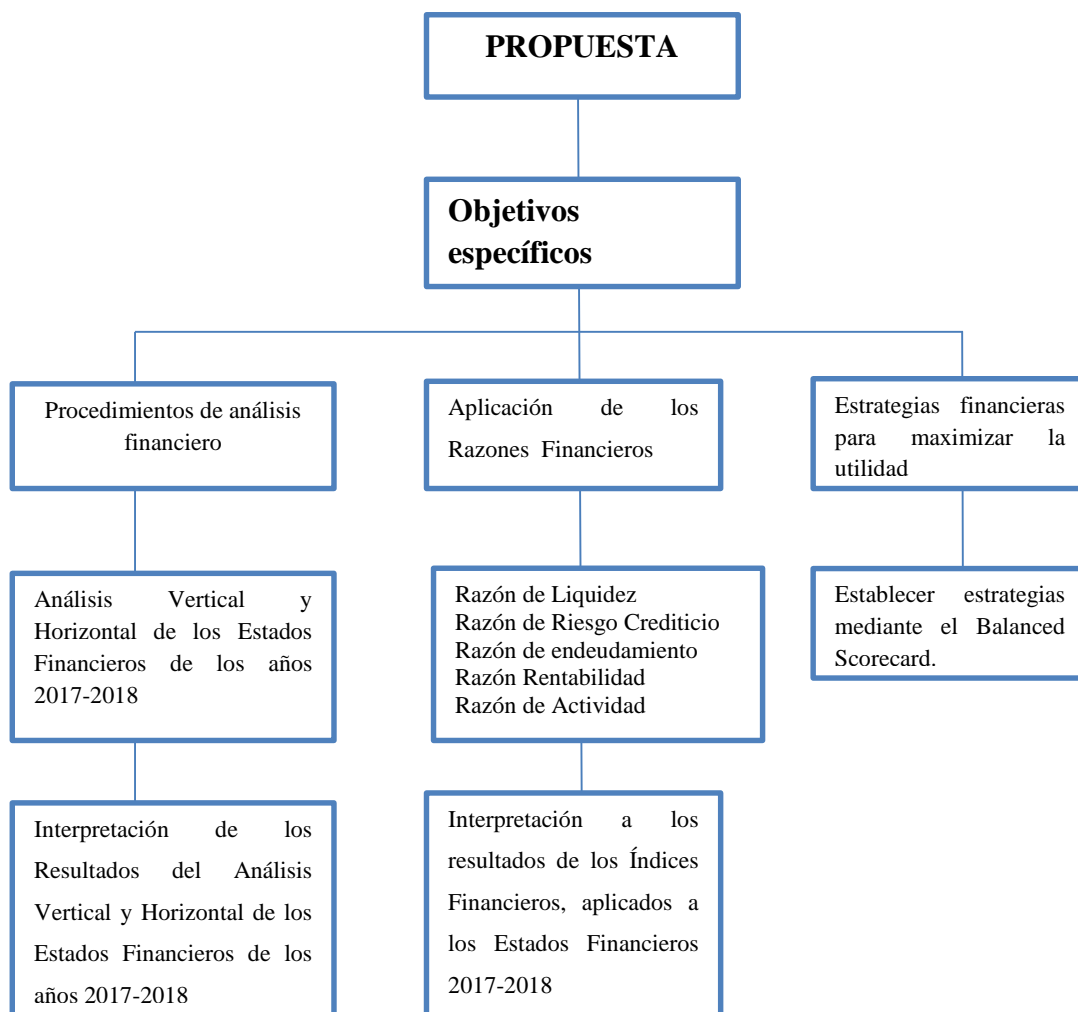 PROPUESTA
Objetivos
específicos
Procedimientos de análisis
financiero
Análisis Vertical y
Horizontal de los Estados
Financieros de los años
2017-2018
Interpretación de los
Resultados del Análisis
Vertical y Horizontal de los
Estados Financieros de los
años 2017-2018
Aplicación de los
Razones Financieros
Razón de Liquidez
Razón de Riesgo Crediticio
Razón de endeudamiento
Razón Rentabilidad
Razón de Actividad
Interpretación a los
resultados de los Índices
Financieros, aplicados a
los Estados Financieros
2017-2018
Estrategias financieras
para maximizar la
utilidad
Establecer estrategias
mediante el Balanced
Scorecard.